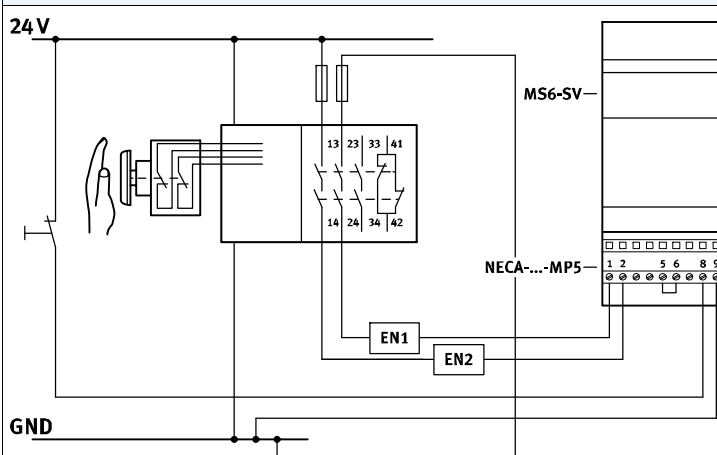 24V
MS6-SV
13 23 33 41
14 24 34 42
NECA-...-MP5
1 2 5 6 8 9
EN1
EN2
GND